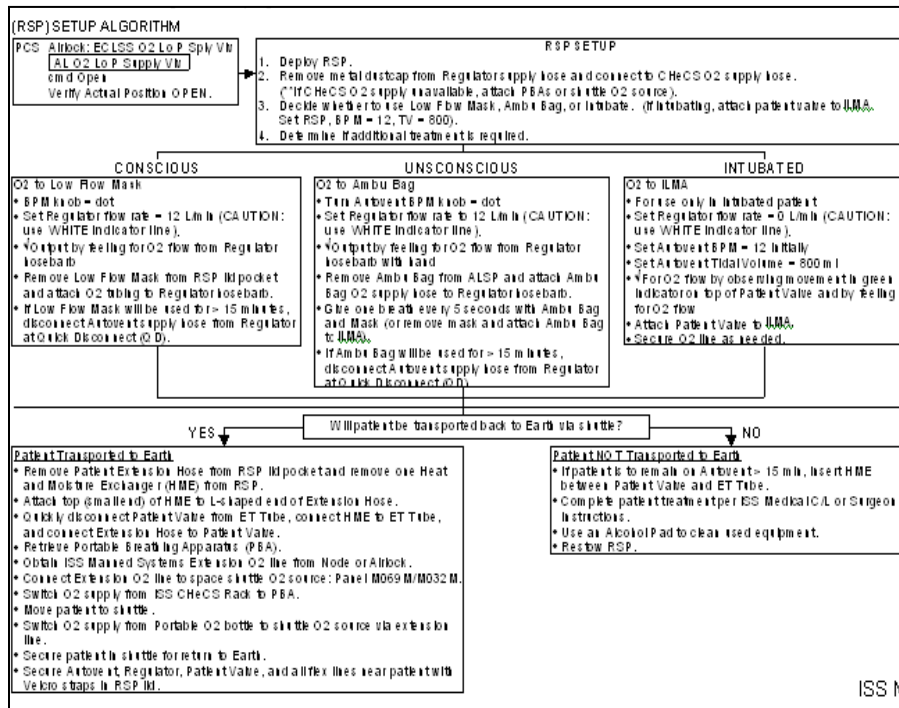 (RSP) SETUP ALGORITHM
PCS Airlock: ECLSS O2 Lo P Sply Vlv
AL O2 Lo P Supply Vlv
cmd Open
Verify Actual Position OPEN.
RSP SETUP
1. Deploy RSP.
2. Remove metal dustcap from Regulator supply hose and connect to CHeCS O2 supply hose.
(**If CHeCS O2 supply unavailable, attach PBAs or shuttle O2 source).
3. Decide whether to use Low Flow Mask, Ambu Bag, or Intubate. (If Intubating, attach patient valve to ILMA.
Set RSP, BPM = 12, TV = 800).
4. Determine if additional treatment is required.
CONSCIOUS
O2 to Low Flow Mask
• BPM knob = dot
• Set Regulator flow rate = 12 L/min (CAUTION:
use WHITE indicator line).
• √Output by feeling for O2 flow from Regulator
hosebarb
• Remove Low Flow Mask from RSP lid pocket
and attach O2 tubing to Regulator hosebarb.
• If Low Flow Mask will be used for > 15 minutes,
disconnect Autovent supply hose from Regulator
at Quick Disconnect (QD).
UNSCONSCIOUS
O2 to Ambu Bag
• Turn Autovent BPM knob = dot
• Set Regulator flow rate to 12 L/min (CAUTION:
use WHITE indicator line).
• √Output by feeling for O2 flow from Regulator
hosebarb with hand
• Remove Ambu Bag from ALSP and attach Ambu
Bag O2 supply hose to Regulator hosebarb.
• Give one breath every 5 seconds with Ambu Bag
and Mask (or remove mask and attach Ambu Bag
to ILMA).
• If Ambu Bag will be used for > 15 minutes,
disconnect Autovent supply hose from Regulator
at Quick Disconnect (QD)
INTUBATED
O2 to ILMA
• For use only in Intubated patient
• Set Regulator flow rate = 0 L/min (CAUTION:
use WHITE indicator line).
• Set Autovent BPM = 12 initially
• Set Autovent Tidal Volume = 800 ml
• √For O2 flow by observing movement in green
indicator on top of Patient Valve and by feeling
for O2 flow
• Attach Patient Valve to ILMA.
• Secure O2 line as needed.
Will patient be transported back to Earth via shuttle?
YES
NO
Patient Transported to Earth
• Remove Patient Extension Hose from RSP lid pocket and remove one Heat
and Moisture Exchanger (HME) from RSP.
• Attach top (small end) of HME to L-shaped end of Extension Hose.
• Quickly disconnect Patient Valve from ET Tube, connect HME to ET Tube,
and connect Extension Hose to Patient Valve.
• Retrieve Portable Breathing Apparatus (PBA).
• Obtain ISS Manned Systems Extension O2 line from Node or Airlock.
• Connect Extension O2 line to space shuttle O2 source: Panel M069M/M032M.
• Switch O2 supply from ISS CHeCS Rack to PBA.
• Move patient to shuttle.
• Switch O2 supply from Portable O2 bottle to shuttle O2 source via extension
line.
• Secure patient in shuttle for return to Earth.
• Secure Autovent, Regulator, Patient Valve, and all flex lines near patient with
Velcro straps in RSP lid.
Patient NOT Transported to Earth
• If patient is to remain on Autovent > 15 min, insert HME
between Patient Valve and ET Tube.
• Complete patient treatment per ISS Medical C/L or Surgeon
instructions.
• Use an Alcohol Pad to clean used equipment.
• Restow RSP.
ISS M